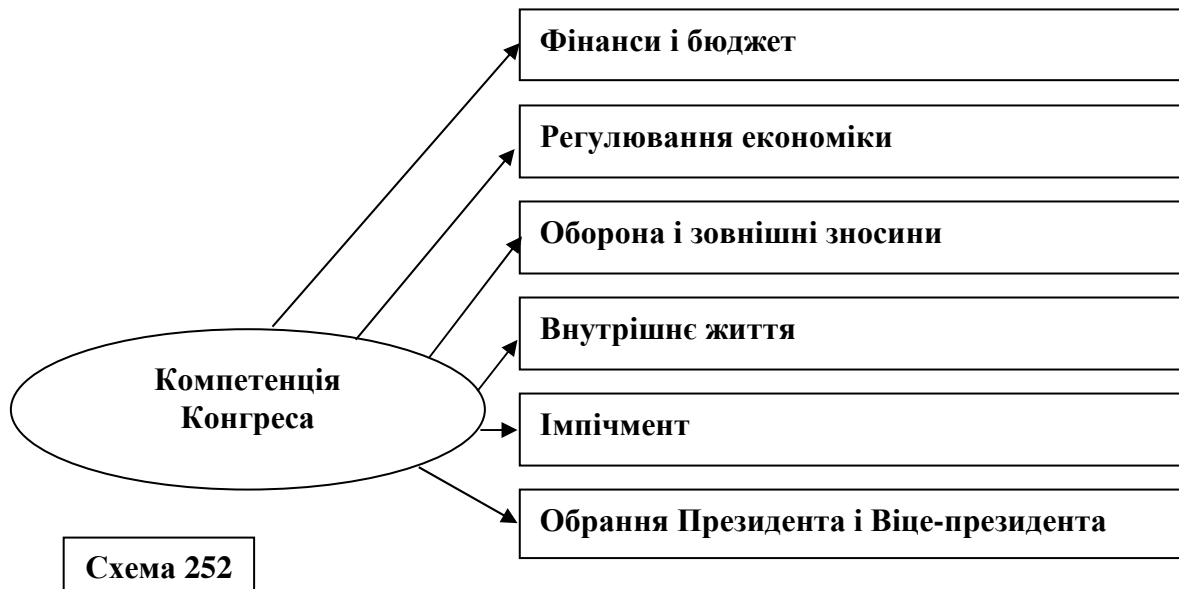 Фінанси і бюджет
Регулювання економіки
Оборона і зовнішні зносини
Внутрішнє життя
Компетенція
Конгреса
Імпічмент
Обрання Президента і Віце-президента
Схема 252